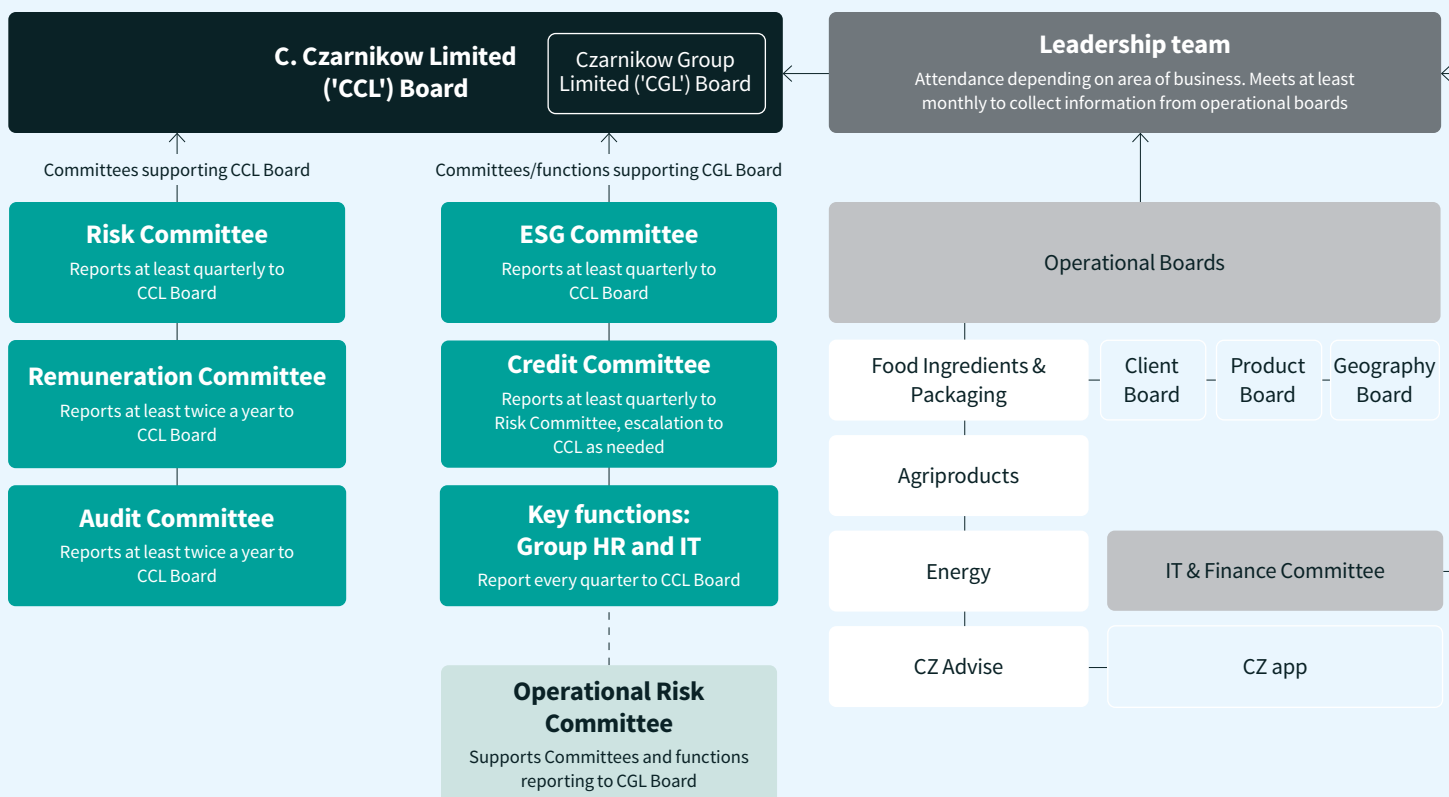 C. Czarnikow Limited
('CCL') Board
Czarnikow Group
Limited ('CGL') Board
Leadership team
Attendance depending on area of business. Meets at least
monthly to collect information from operational boards
Committees supporting CCL Board
Committees/functions supporting CGL Board
Risk Committee
Reports at least quarterly to
CCL Board
Remuneration Committee
Reports at least twice a year to
CCL Board
Audit Committee
Reports at least twice a year to
CCL Board
ESG Committee
Reports at least quarterly to
CCL Board
Credit Committee
Reports at least quarterly to
Risk Committee, escalation to
CCL as needed
Key functions:
Group HR and IT
Report every quarter to CCL Board
Operational Risk
Committee
Supports Committees and functions
reporting to CGL Board
Operational Boards
Food Ingredients &
Packaging
Client
Board
Product
Board
Geography
Board
Agriproducts
Energy
IT & Finance Committee
CZ Advise
CZ app